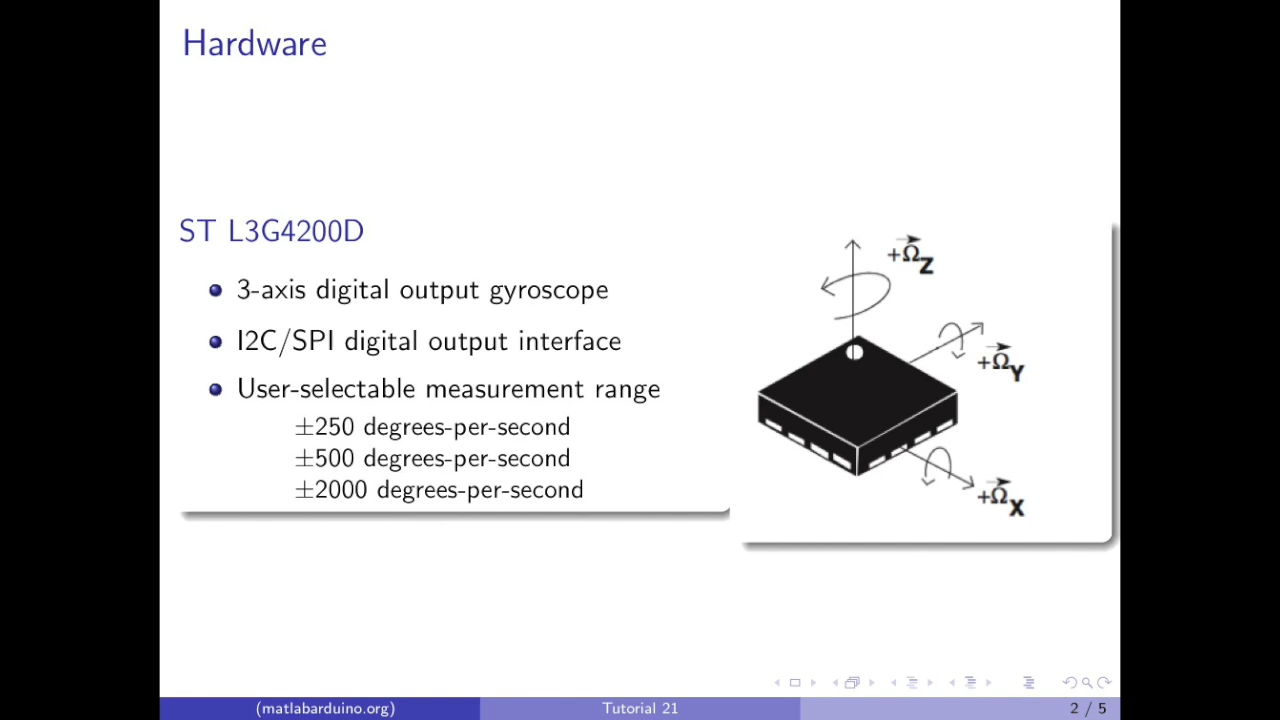 Hardware
ST L3G4200D
3-axis digital output gyroscope
I2C/SPI digital output interface
User-selectable measurement range
±250 degrees-per-second
±500 degrees-per-second
±2000 degrees-per-second
+Ω⃗Z
+Ω⃗Y
+Ω⃗X
(matlabarduino.org)
Tutorial 21
2 / 5